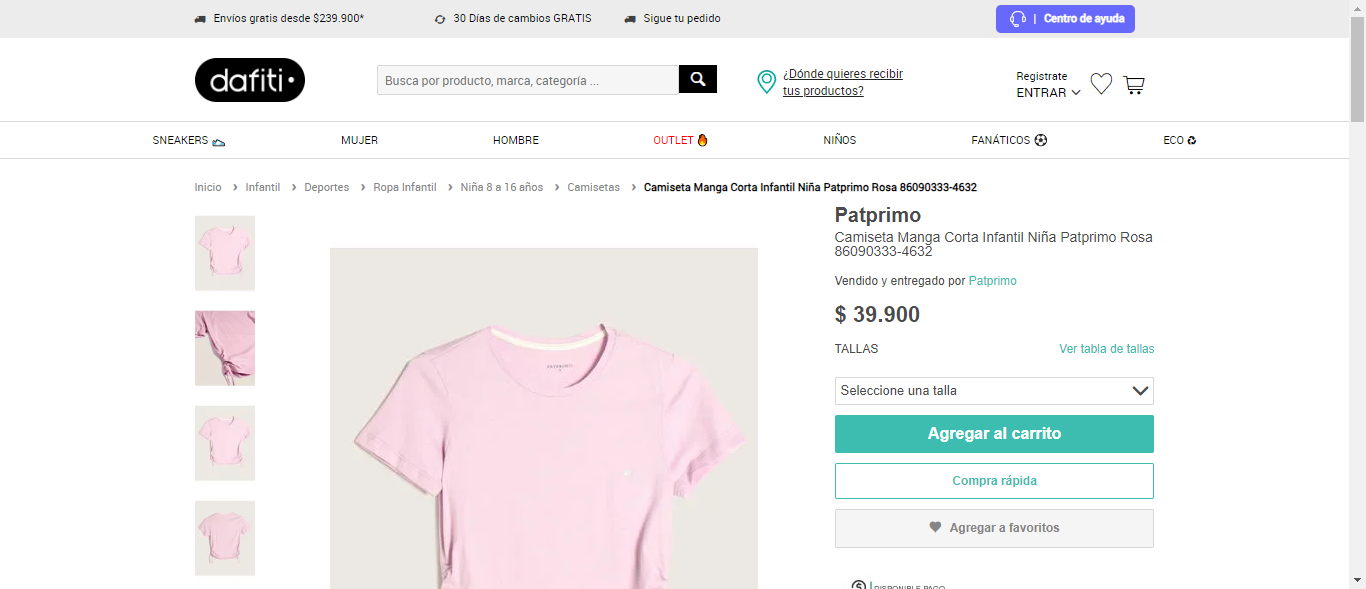 Envíos gratis desde $239.900*
30 Días de cambios GRATIS
Sigue tu pedido
| Centro de ayuda
dafiti
Busca por producto, marca, categoría ...
¿Dónde quieres recibir
tus productos?
Registrate
ENTRAR
SNEAKERS
MUJER
HOMBRE
OUTLET
NIÑOS
FANÁTICOS
ECO
Inicio › Infantil › Deportes › Ropa Infantil › Niña 8 a 16 años › Camisetas › Camiseta Manga Corta Infantil Niña Patprimo Rosa 86090333-4632
Patprimo
Camiseta Manga Corta Infantil Niña Patprimo Rosa
86090333-4632
Vendido y entregado por Patprimo
$ 39.900
TALLAS
Ver tabla de tallas
Seleccione una talla
Agregar al carrito
Compra rápida
Agregar a favoritos
DISPONIBLE PAGO